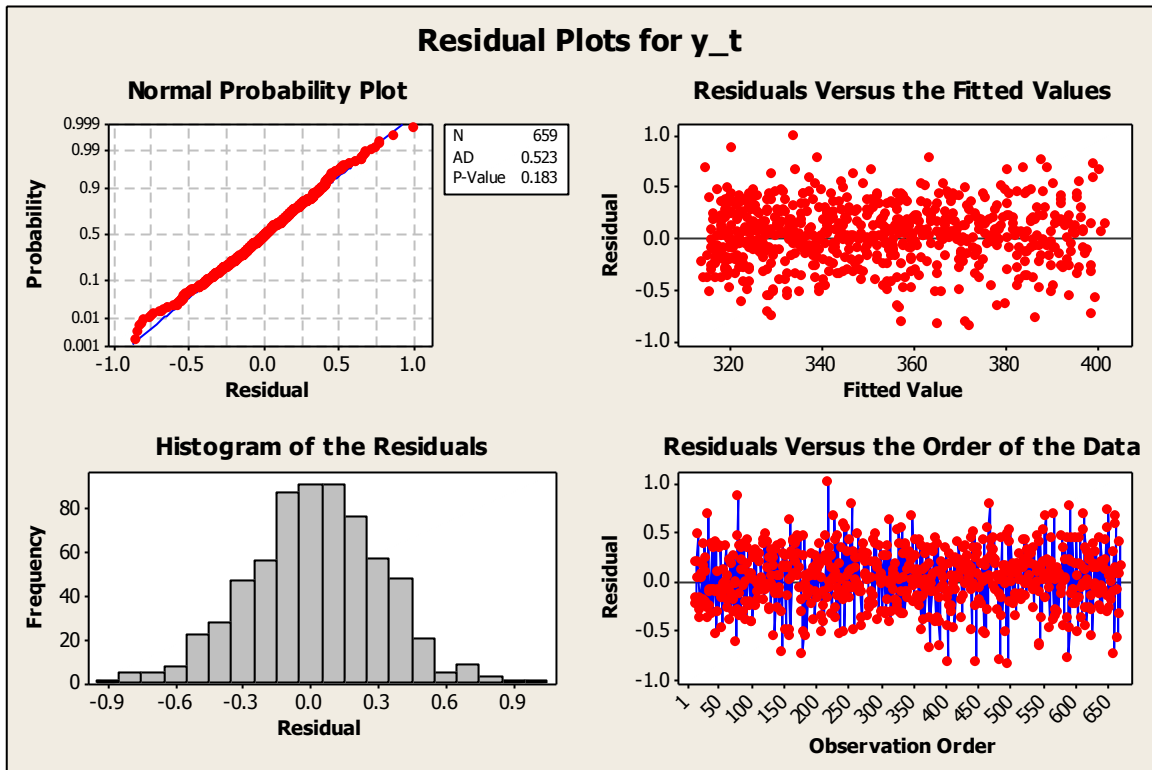 Residual Plots for y_t
Normal Probability Plot
0.999
0.99
0.9
0.5
0.1
0.01
0.001
Probability
-1.0 -0.5 0.0 0.5 1.0
Residual
N 659
AD 0.523
P-Value 0.183
Residuals Versus the Fitted Values
1.0
0.5
0.0
-0.5
-1.0
Residual
320 340 360 380 400
Fitted Value
Histogram of the Residuals
80
60
40
20
0
Frequency
-0.9 -0.6 -0.3 0.0 0.3 0.6 0.9
Residual
Residuals Versus the Order of the Data
1.0
0.5
0.0
-0.5
-1.0
Residual
1 50 100 150 200 250 300 350 400 450 500 550 600 650
Observation Order